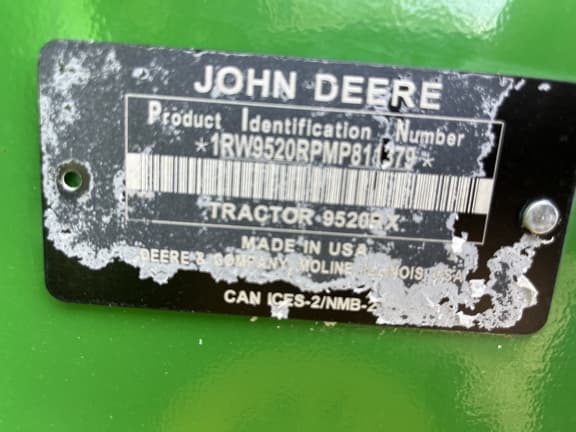 JOHN DEERE
Product Identification Number
TRACTOR 9520RX
MADE IN USA
DEERE & COMPANY, MOLINE ILLINOIS, USA
CAN ICES-2/NMB-2